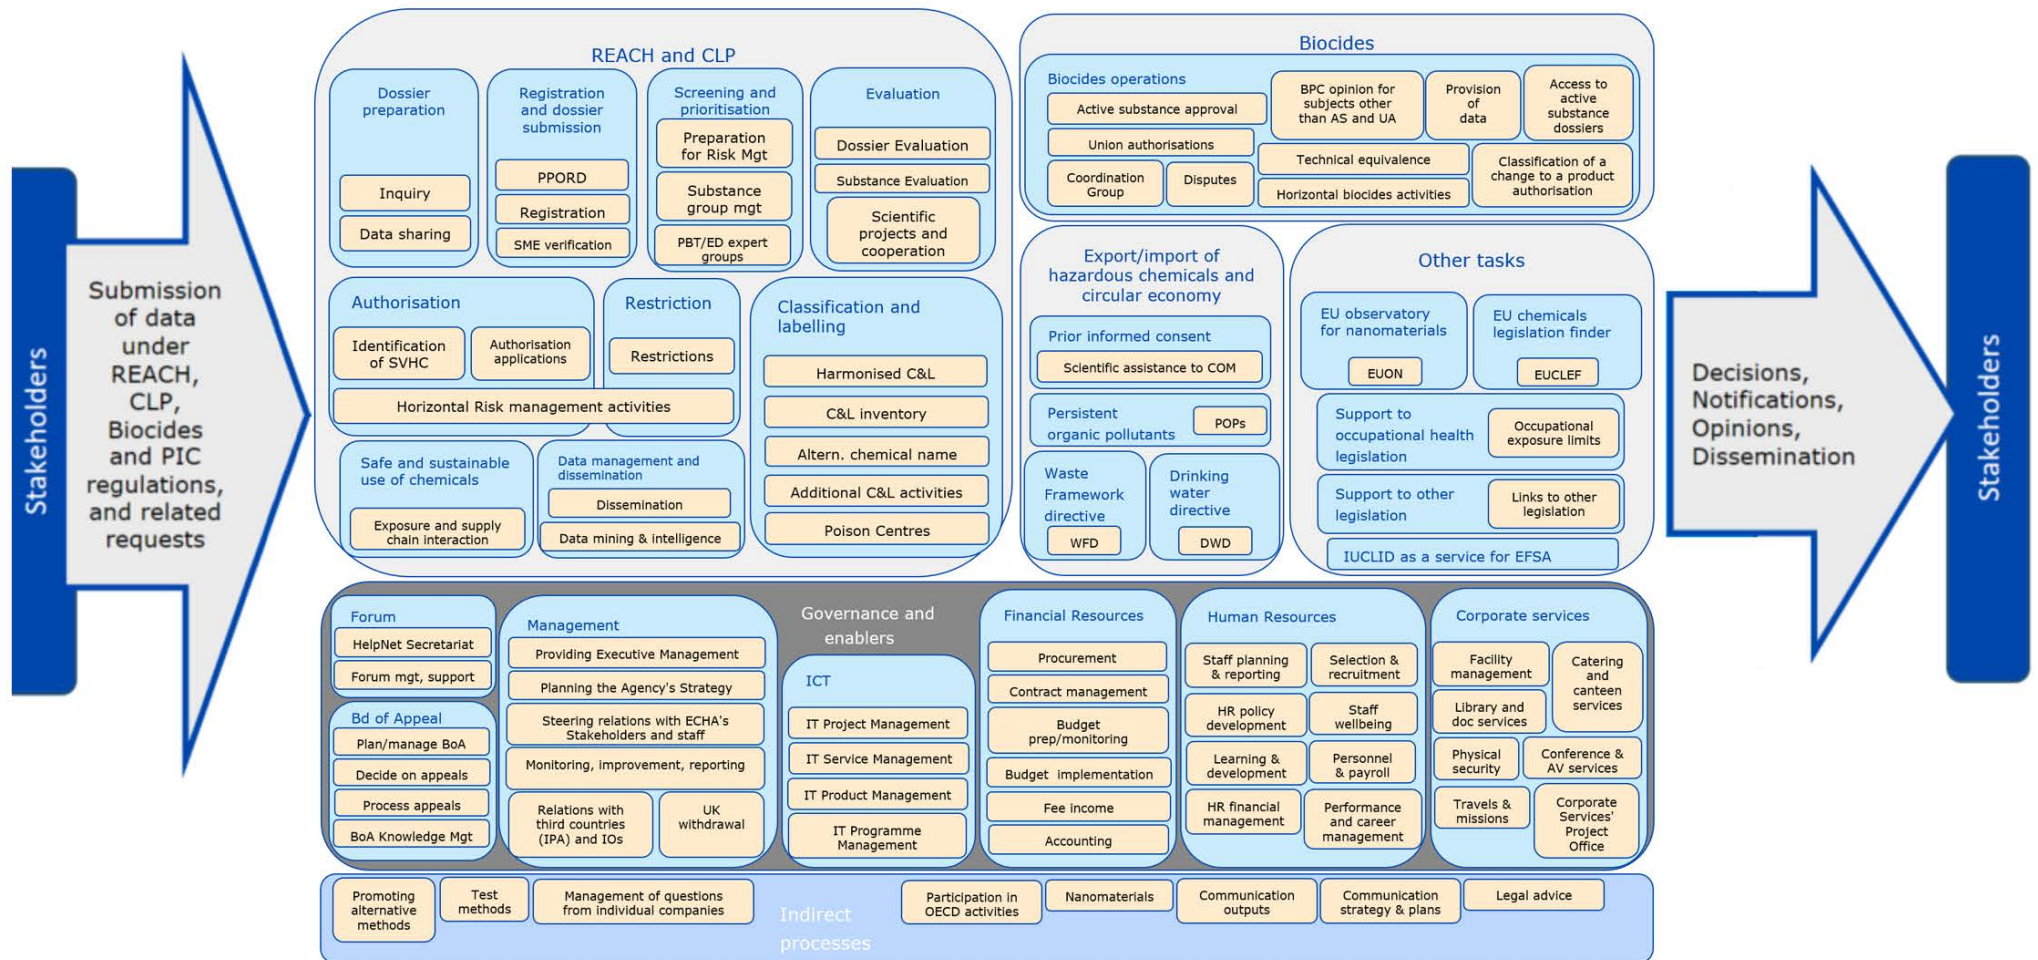 Stakeholders
Submission
of data
under
REACH,
CLP,
Biocides
and PIC
regulations,
and related
requests
REACH and CLP
Dossier
preparation
Inquiry
Data sharing
Registration
and dossier
submission
PPORD
Registration
SME verification
Screening and
prioritisation
Preparation
for Risk Mgt
Substance
group mgt
PBT/ED expert
groups
Evaluation
Dossier Evaluation
Substance Evaluation
Scientific
projects and
cooperation
Authorisation
Identification
of SVHC
Authorisation
applications
Restriction
Restrictions
Horizontal Risk management activities
Classification and
labelling
Harmonised C&L
C&L inventory
Altern. chemical name
Additional C&L activities
Poison Centres
Safe and sustainable
use of chemicals
Exposure and supply
chain interaction
Data management and
dissemination
Dissemination
Data mining & intelligence
Biocides
Biocides operations
Active substance approval
Union authorisations
Coordination
Group
Disputes
BPC opinion for
subjects other
than AS and UA
Provision
of
data
Access to
active
substance
dossiers
Technical equivalence
Horizontal biocides activities
Classification of a
change to a product
authorisation
Export/import of
hazardous chemicals and
circular economy
Prior informed consent
Scientific assistance to COM
Persistent
organic pollutants
POPs
Waste
Framework
directive
WFD
Drinking
water
directive
DWD
Other tasks
EU observatory
for nanomaterials
EUON
EU chemicals
legislation finder
EUCLEF
Support to
occupational health
legislation
Occupational
exposure limits
Support to other
legislation
Links to other
legislation
IUCLID as a service for EFSA
Governance and
enablers
Forum
HelpNet Secretariat
Forum mgt, support
Bd of Appeal
Plan/manage BoA
Decide on appeals
Process appeals
BoA Knowledge Mgt
Management
Providing Executive Management
Planning the Agency's Strategy
Steering relations with ECHA's
Stakeholders and staff
Monitoring, improvement, reporting
Relations with
third countries
(IPA) and IOs
UK
withdrawal
ICT
IT Project Management
IT Service Management
IT Product Management
IT Programme
Management
Financial Resources
Procurement
Contract management
Budget
prep/monitoring
Budget implementation
Fee income
Accounting
Human Resources
Staff planning
& reporting
Selection &
recruitment
HR policy
development
Staff
wellbeing
Learning &
development
Personnel
& payroll
HR financial
management
Performance
and career
management
Corporate services
Facility
management
Catering
and
canteen
services
Library and
doc services
Physical
security
Conference &
AV services
Travels &
missions
Corporate
Services'
Project
Office
Indirect
processes
Promoting
alternative
methods
Test
methods
Management of questions
from individual companies
Participation in
OECD activities
Nanomaterials
Communication
outputs
Communication
strategy & plans
Legal advice
Decisions,
Notifications,
Opinions,
Dissemination
Stakeholders